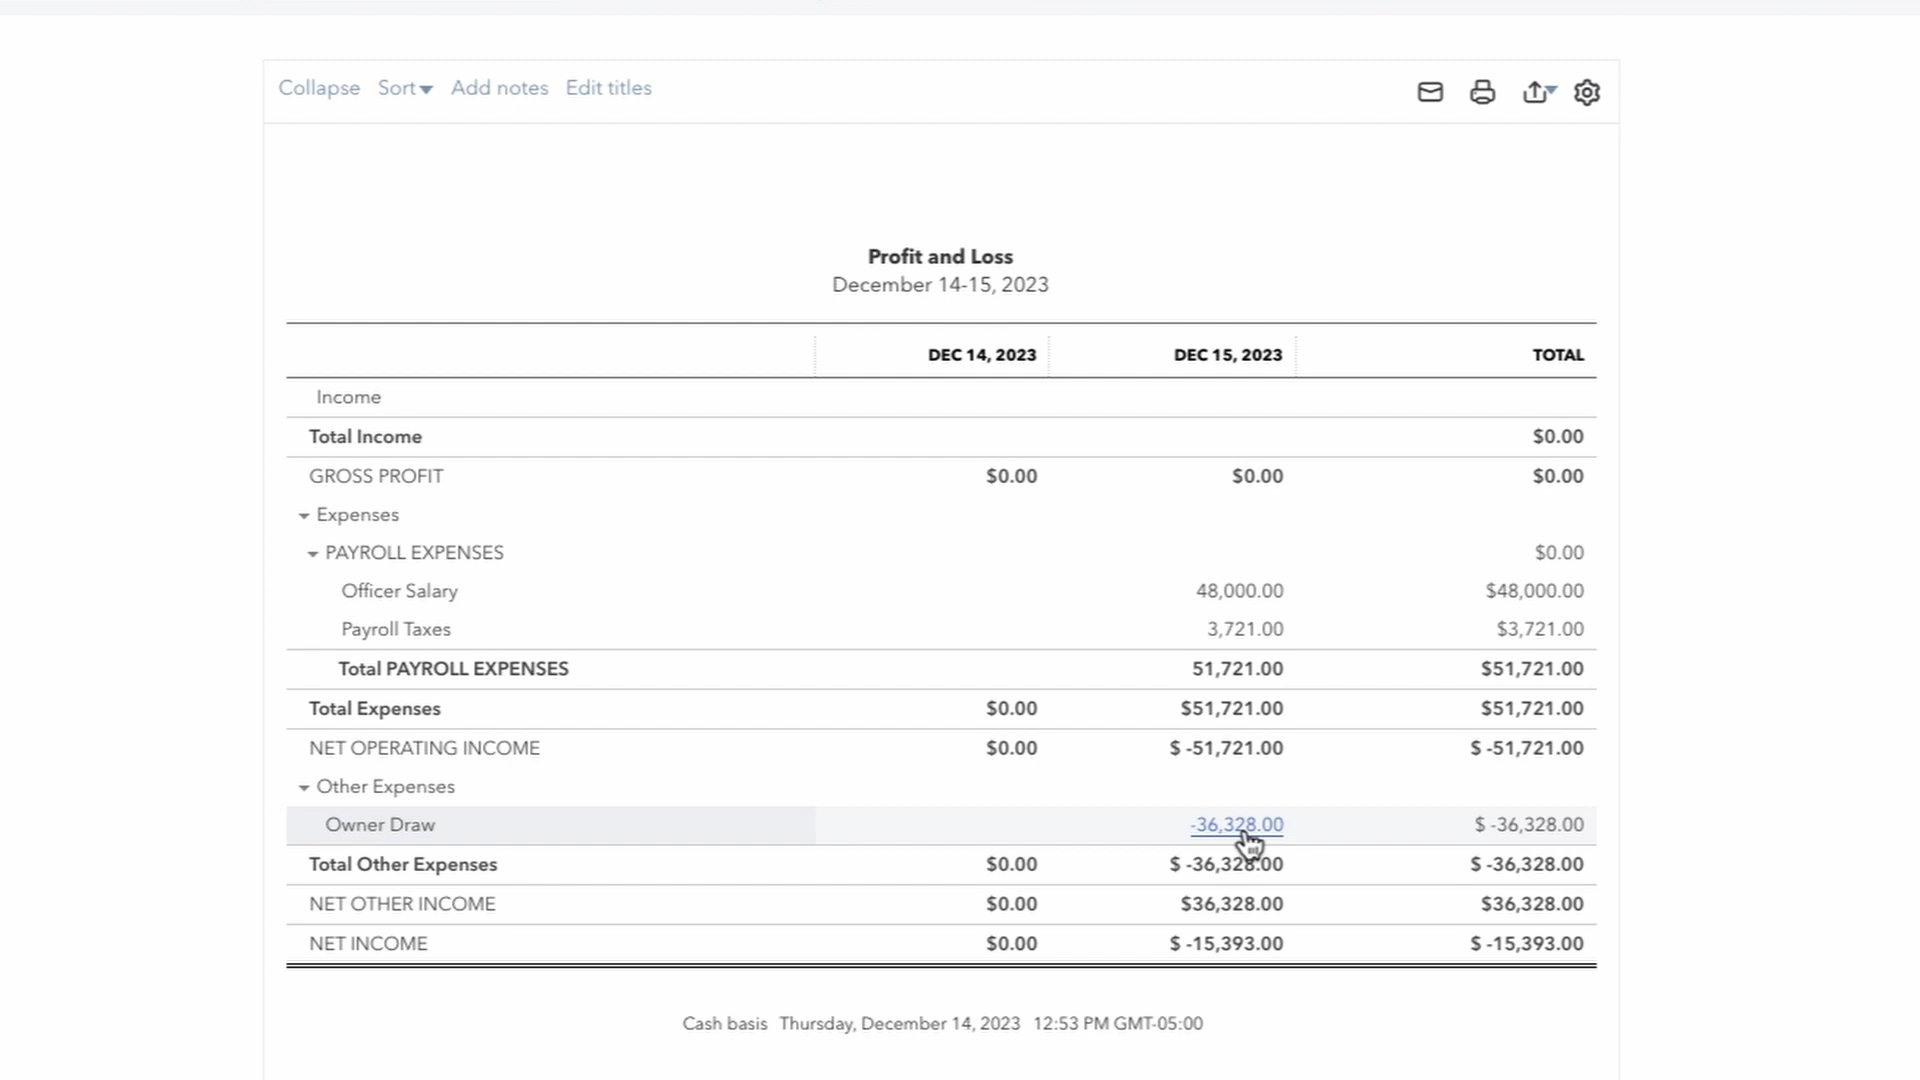 Collapse Sort Add notes Edit titles
Profit and Loss
December 14-15, 2023
DEC 14, 2023 DEC 15, 2023 TOTAL
Income
Total Income $0.00
GROSS PROFIT $0.00 $0.00 $0.00
Expenses
PAYROLL EXPENSES $0.00
Officer Salary 48,000.00 $48,000.00
Payroll Taxes 3,721.00 $3,721.00
Total PAYROLL EXPENSES 51,721.00 $51,721.00
Total Expenses $0.00 $51,721.00 $51,721.00
NET OPERATING INCOME $0.00 $ -51,721.00 $ -51,721.00
Other Expenses
Owner Draw -36,328.00 $ -36,328.00
Total Other Expenses $0.00 $ -36,328.00 $ -36,328.00
NET OTHER INCOME $0.00 $36,328.00 $36,328.00
NET INCOME $0.00 $ -15,393.00 $ -15,393.00
Cash basis Thursday, December 14, 2023 12:53 PM GMT-05:00